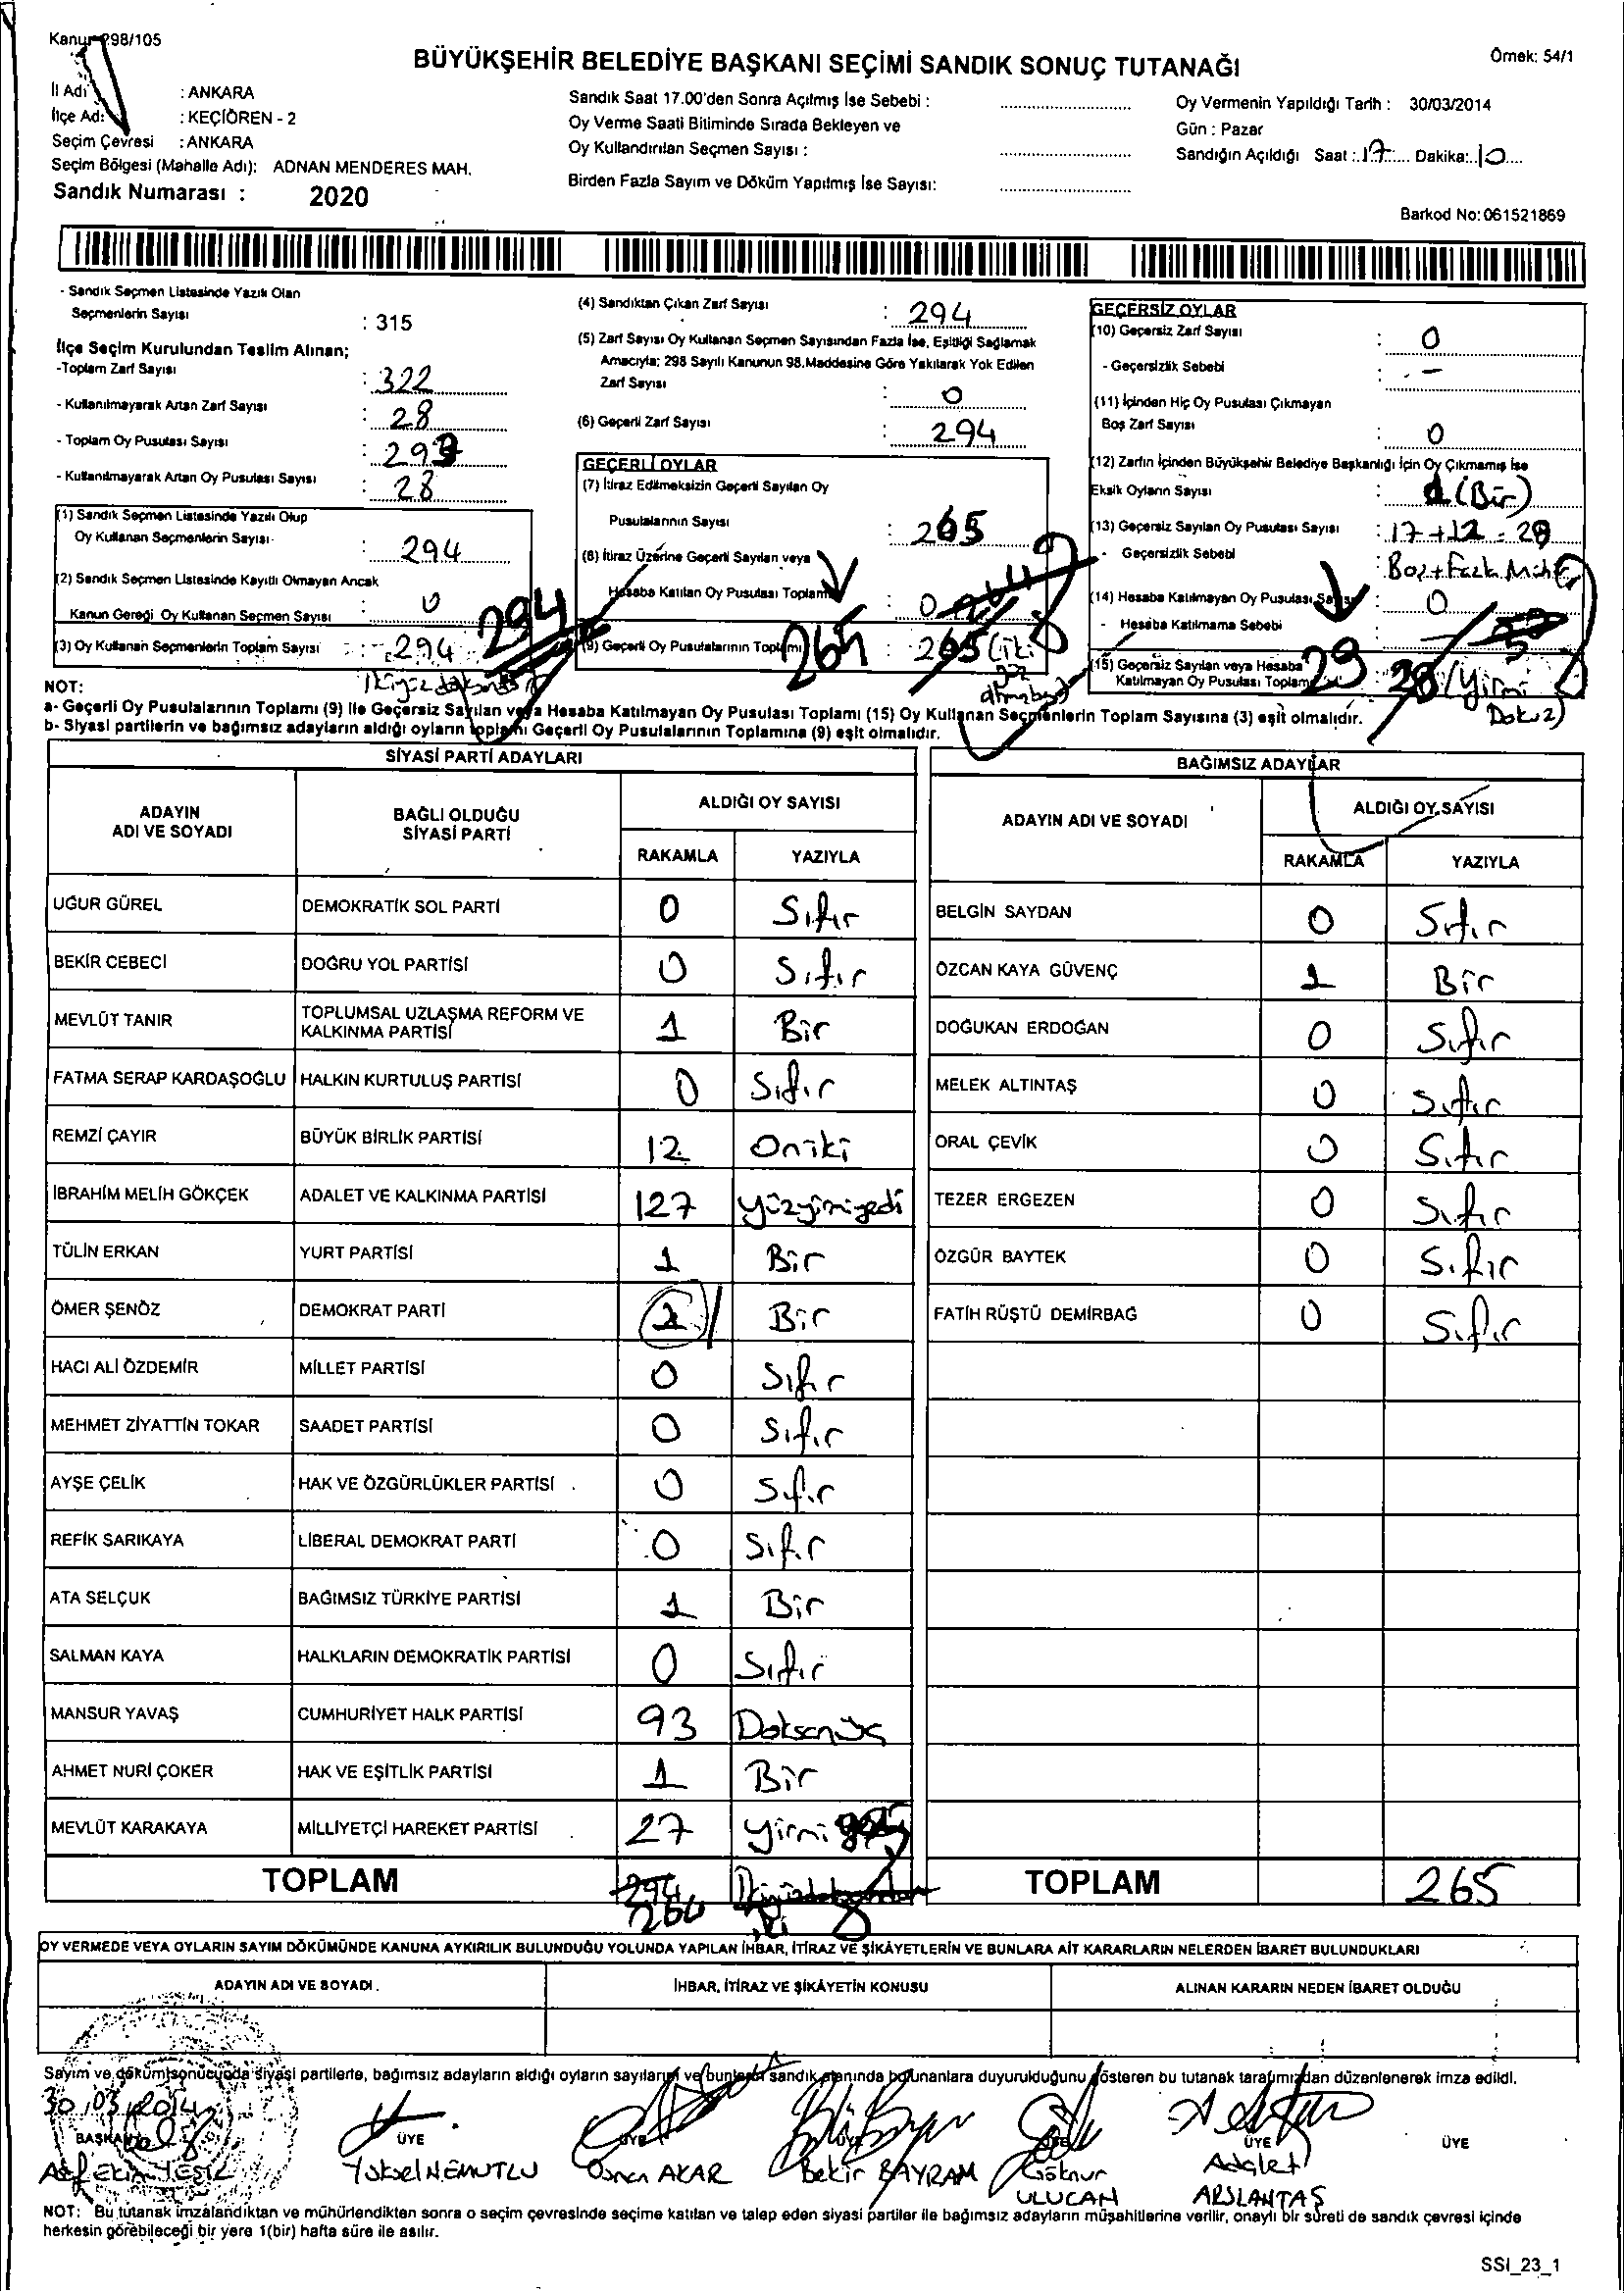 Kanun 298/105
BÜYÜKŞEHİR BELEDİYE BAŞKANI SEÇİMİ SANDIK SONUÇ TUTANAĞI
Örnek: 54/1
İl Adı : ANKARA
İlçe Adı : KEÇİÖREN - 2
Seçim Çevresi : ANKARA
Seçim Bölgesi (Mahalle Adı): ADNAN MENDERES MAH.
Sandık Numarası : 2020
Sandık Saat 17.00'den Sonra Açılmış İse Sebebi :
Oy Verme Saati Bitiminde Sırada Bekleyen ve
Oy Kullandırılan Seçmen Sayısı :
Birden Fazla Sayım ve Döküm Yapılmış İse Sayısı:
Oy Vermenin Yapıldığı Tarih : 30/03/2014
Gün : Pazar
Sandığın Açıldığı Saat : 17 Dakika: 10
Barkod No: 061521869
- Sandık Seçmen Listesinde Yazılı Olan
Seçmenlerin Sayısı : 315
İlçe Seçim Kurulundan Teslim Alınan;
-Toplam Zarf Sayısı : 322
- Kullanılmayarak Artan Zarf Sayısı : 28
- Toplam Oy Pusulası Sayısı :
- Kullanılmayarak Artan Oy Pusulası Sayısı : 28
(1) Sandık Seçmen Listesinde Yazılı Olup
Oy Kullanan Seçmenlerin Sayısı : 294
(2) Sandık Seçmen Listesinde Kayıtlı Olmayan Ancak
Kanun Gereği Oy Kullanan Seçmen Sayısı : 0
(3) Oy Kullanan Seçmenlerin Toplam Sayısı : 294 294
(4) Sandıktan Çıkan Zarf Sayısı : 294
(5) Zarf Sayısı Oy Kullanan Seçmen Sayısından Fazla İse, Eşitliği Sağlamak
Amacıyla; 298 Sayılı Kanunun 98.Maddesine Göre Yakılarak Yok Edilen
Zarf Sayısı : 0
(6) Geçerli Zarf Sayısı : 294
GEÇERLİ OYLAR
(7) İtiraz Edilmeksizin Geçerli Sayılan Oy
Pusulalarının Sayısı : 265
(8) İtiraz Üzerine Geçerli Sayılan veya
Hesaba Katılan Oy Pusulası Toplamı : 0
(9) Geçerli Oy Pusulalarının Toplamı 265 : 265 (iki
yüz
altmışbeş)
GEÇERSİZ OYLAR
(10) Geçersiz Zarf Sayısı : 0
- Geçersizlik Sebebi : -
(11) İçinden Hiç Oy Pusulası Çıkmayan
Boş Zarf Sayısı : 0
(12) Zarfın İçinden Büyükşehir Belediye Başkanlığı İçin Oy Çıkmamış İse
Eksik Oyların Sayısı : 1 (Bir)
(13) Geçersiz Sayılan Oy Pusulası Sayısı : 17+12 = 29
- Geçersizlik Sebebi : Boş + Fazla
(14) Hesaba Katılmayan Oy Pusulası Sayısı : 0
- Hesaba Katılmama Sebebi
(15) Geçersiz Sayılan veya Hesaba
Katılmayan Oy Pusulası Toplamı 29 (Yirmi
Dokuz)
NOT:
a- Geçerli Oy Pusulalarının Toplamı (9) İle Geçersiz Sayılan veya Hesaba Katılmayan Oy Pusulası Toplamı (15) Oy Kullanan Seçmenlerin Toplam Sayısına (3) eşit olmalıdır.
b- Siyasi partilerin ve bağımsız adayların aldığı oyların toplamı Geçerli Oy Pusulalarının Toplamına (9) eşit olmalıdır.
SİYASİ PARTİ ADAYLARI
ADAYIN ADI VE SOYADI BAĞLI OLDUĞU SİYASİ PARTİ ALDIĞI OY SAYISI
RAKAMLA YAZIYLA
UĞUR GÜREL DEMOKRATİK SOL PARTİ 0 Sıfır
BEKİR CEBECİ DOĞRU YOL PARTİSİ 0 Sıfır
MEVLÜT TANIR TOPLUMSAL UZLAŞMA REFORM VE KALKINMA PARTİSİ 1 Bir
FATMA SERAP KARDAŞOĞLU HALKIN KURTULUŞ PARTİSİ 0 Sıfır
REMZİ ÇAYIR BÜYÜK BİRLİK PARTİSİ 12 Oniki
İBRAHİM MELİH GÖKÇEK ADALET VE KALKINMA PARTİSİ 127 Yüzyirmiyedi
TÜLİN ERKAN YURT PARTİSİ 1 Bir
ÖMER ŞENÖZ DEMOKRAT PARTİ 1 Bir
HACI ALİ ÖZDEMİR MİLLET PARTİSİ 0 Sıfır
MEHMET ZİYATTİN TOKAR SAADET PARTİSİ 0 Sıfır
AYŞE ÇELİK HAK VE ÖZGÜRLÜKLER PARTİSİ 0 Sıfır
REFİK SARIKAYA LİBERAL DEMOKRAT PARTİ 0 Sıfır
ATA SELÇUK BAĞIMSIZ TÜRKİYE PARTİSİ 1 Bir
SALMAN KAYA HALKLARIN DEMOKRATİK PARTİSİ 0 Sıfır
MANSUR YAVAŞ CUMHURİYET HALK PARTİSİ 93 Doksanüç
AHMET NURİ ÇOKER HAK VE EŞİTLİK PARTİSİ 1 Bir
MEVLÜT KARAKAYA MİLLİYETÇİ HAREKET PARTİSİ 27 Yirmi
TOPLAM 294 264
BAĞIMSIZ ADAYLAR
ADAYIN ADI VE SOYADI ALDIĞI OY SAYISI
RAKAMLA YAZIYLA
BELGİN SAYDAN 0 Sıfır
ÖZCAN KAYA GÜVENÇ 1 Bir
DOĞUKAN ERDOĞAN 0 Sıfır
MELEK ALTINTAŞ 0 Sıfır
ORAL ÇEVİK 0 Sıfır
TEZER ERGEZEN 0 Sıfır
ÖZGÜR BAYTEK 0 Sıfır
FATİH RÜŞTÜ DEMİRBAĞ 0 Sıfır
TOPLAM 265
OY VERMEDE VEYA OYLARIN SAYIM DÖKÜMÜNDE KANUNA AYKIRILIK BULUNDUĞU YOLUNDA YAPILAN İHBAR, İTİRAZ VE ŞİKÂYETLERİN VE BUNLARA AİT KARARLARIN NELERDEN İBARET BULUNDUKLARI
ADAYIN ADI VE SOYADI İHBAR, İTİRAZ VE ŞİKÂYETİN KONUSU ALINAN KARARIN NEDEN İBARET OLDUĞU
Sayım ve döküm sonucunda siyasi partilerle, bağımsız adayların aldığı oyların sayılarını ve bunların sandık alanında bulunanlara duyurulduğunu gösteren bu tutanak tarafımızdan düzenlenerek imza edildi.
30.03.2014
BAŞKAN ÜYE ÜYE ÜYE ÜYE ÜYE ÜYE
Yüksel NEMUTLU Osman AKAR Bekir BAYRAM Göknur ULUCAN Adalet ARSLANTAŞ
NOT: Bu tutanak imzalandıktan ve mühürlendikten sonra o seçim çevresinde seçime katılan ve talep eden siyasi partiler ile bağımsız adayların müşahitlerine verilir, onaylı bir sureti de sandık çevresi içinde
herkesin görebileceği bir yere 1(bir) hafta süre ile asılır.
SSI_23_1